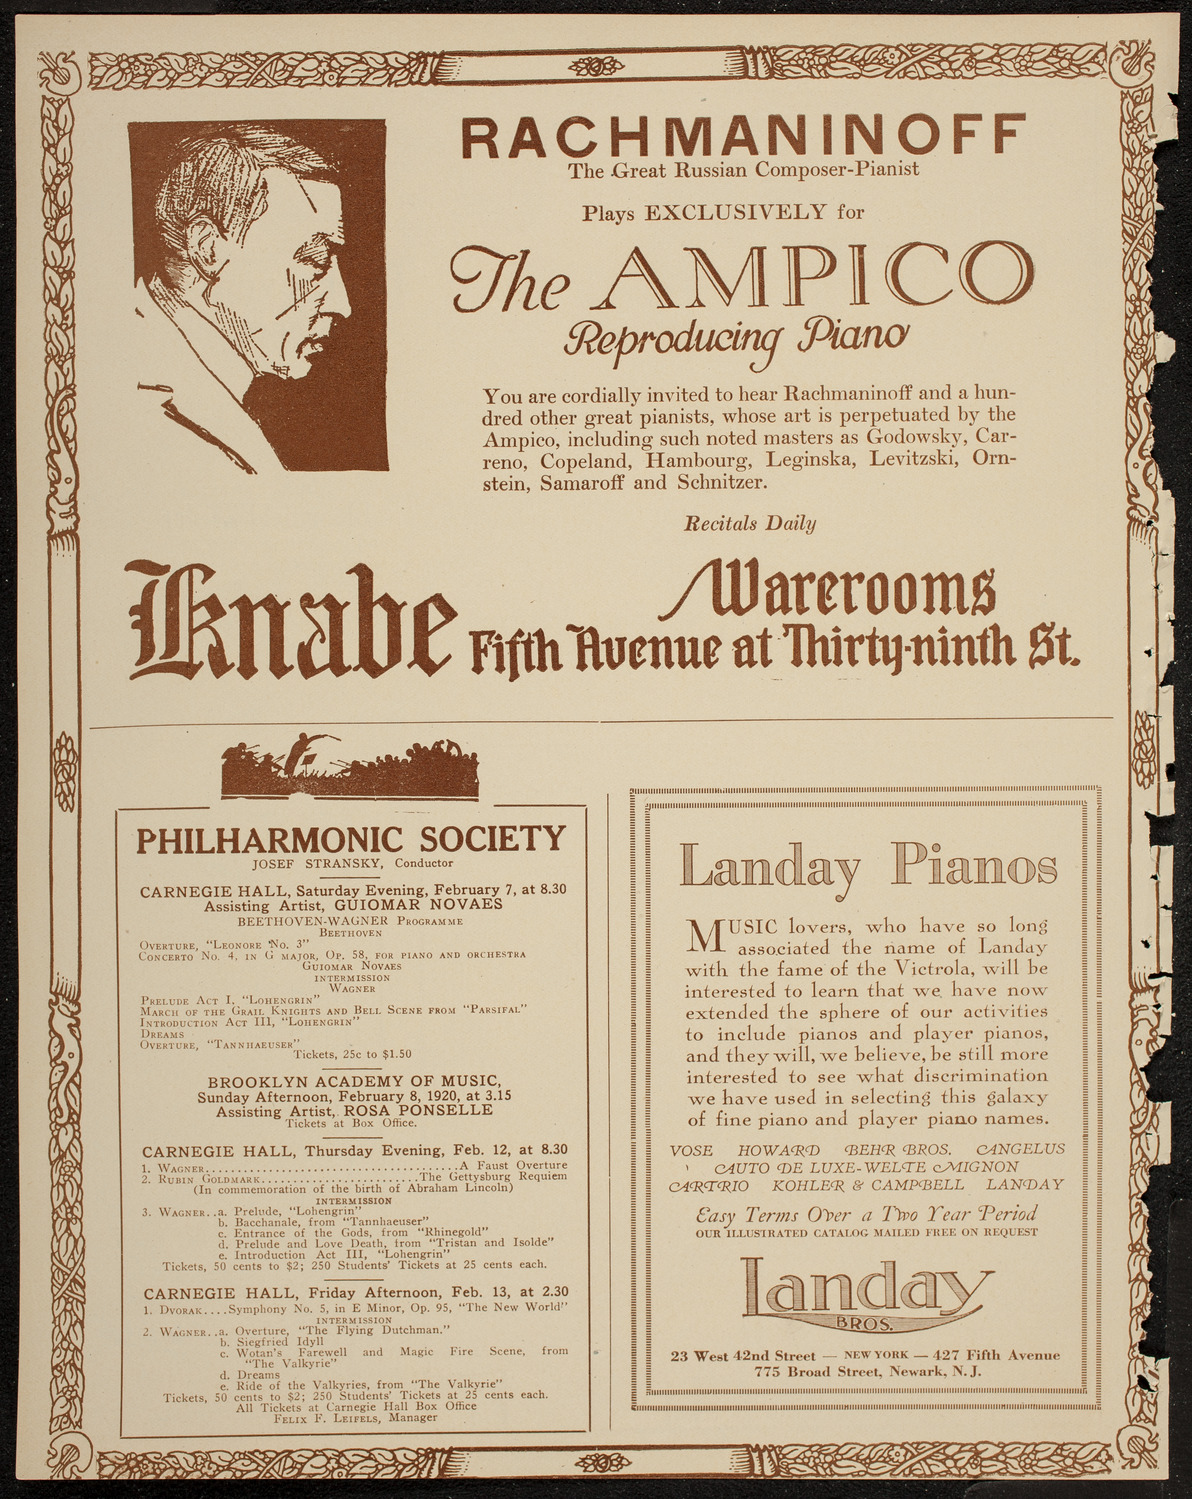 RACHMANINOFF
The Great Russian Composer-Pianist
Plays EXCLUSIVELY for
The AMPICO
Reproducing Piano
You are cordially invited to hear Rachmaninoff and a hun-
dred other great pianists, whose art is perpetuated by the
Ampico, including such noted masters as Godowsky, Car-
reno, Copeland, Hambourg, Leginska, Levitzski, Orn-
stein, Samaroff and Schnitzer.
Recitals Daily
Knabe Warerooms
Fifth Avenue at Thirty-ninth St.
PHILHARMONIC SOCIETY
JOSEF STRANSKY, Conductor
CARNEGIE HALL, Saturday Evening, February 7, at 8.30
Assisting Artist, GUIOMAR NOVAES
BEETHOVEN-WAGNER PROGRAMME
BEETHOVEN
OVERTURE, "LEONORE NO. 3"
CONCERTO NO. 4, IN G MAJOR, OP. 58, FOR PIANO AND ORCHESTRA
GUIOMAR NOVAES
INTERMISSION
WAGNER
PRELUDE ACT I, "LOHENGRIN"
MARCH OF THE GRAIL KNIGHTS AND BELL SCENE FROM "PARSIFAL"
INTRODUCTION ACT III, "LOHENGRIN"
DREAMS
OVERTURE, "TANNHAEUSER"
Tickets, 25c to $1.50
BROOKLYN ACADEMY OF MUSIC,
Sunday Afternoon, February 8, 1920, at 3.15
Assisting Artist, ROSA PONSELLE
Tickets at Box Office.
CARNEGIE HALL, Thursday Evening, Feb. 12, at 8.30
1. WAGNER........................................A Faust Overture
2. RUBIN GOLDMARK.........................The Gettysburg Requiem
(In commemoration of the birth of Abraham Lincoln)
INTERMISSION
3. WAGNER..a. Prelude, "Lohengrin"
b. Bacchanale, from "Tannhaeuser"
c. Entrance of the Gods, from "Rhinegold"
d. Prelude and Love Death, from "Tristan and Isolde"
e. Introduction Act III, "Lohengrin"
Tickets, 50 cents to $2; 250 Students' Tickets at 25 cents each.
CARNEGIE HALL, Friday Afternoon, Feb. 13, at 2.30
1. DVORAK....Symphony No. 5, in E Minor, Op. 95, "The New World"
INTERMISSION
2. WAGNER..a. Overture, "The Flying Dutchman."
b. Siegfried Idyll
c. Wotan's Farewell and Magic Fire Scene, from
"The Valkyrie"
d. Dreams
e. Ride of the Valkyries, from "The Valkyrie"
Tickets, 50 cents to $2; 250 Students' Tickets at 25 cents each.
All Tickets at Carnegie Hall Box Office
FELIX F. LEIFELS, Manager
Landay Pianos
MUSIC lovers, who have so long
associated the name of Landay
with the fame of the Victrola, will be
interested to learn that we have now
extended the sphere of our activities
to include pianos and player pianos,
and they will, we believe, be still more
interested to see what discrimination
we have used in selecting this galaxy
of fine piano and player piano names.
VOSE HOWARD BEHR BROS. ANGELUS
AUTO DE LUXE-WELTE MIGNON
ARTRIO KOHLER & CAMPBELL LANDAY
Easy Terms Over a Two Year Period
OUR ILLUSTRATED CATALOG MAILED FREE ON REQUEST
Landay
BROS.
23 West 42nd Street — NEW YORK — 427 Fifth Avenue
775 Broad Street, Newark, N. J.